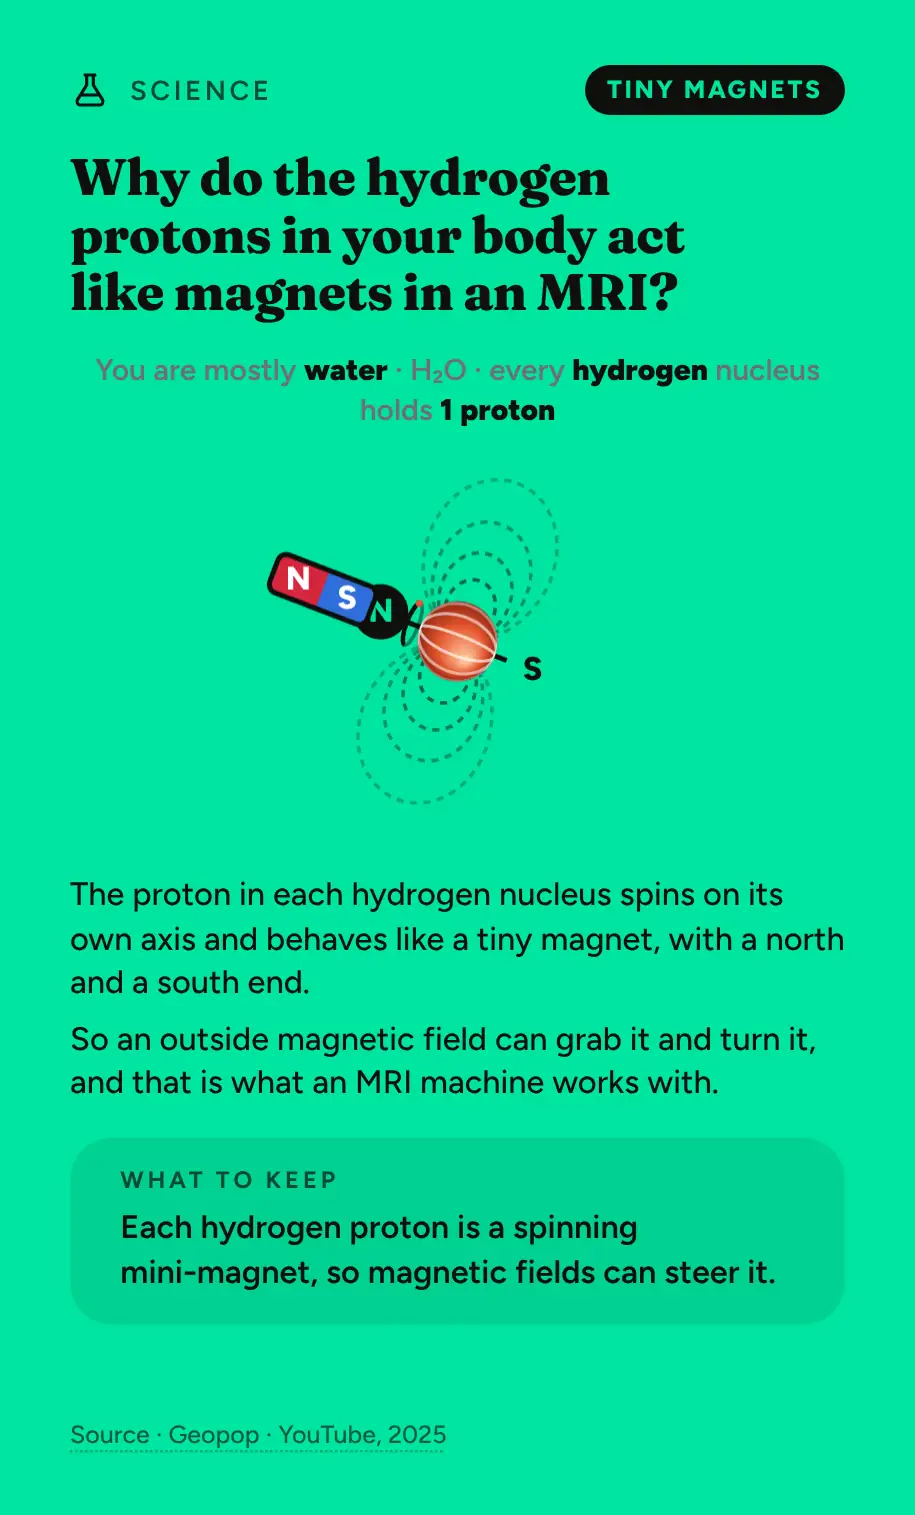 SCIENCE
TINY MAGNETS
Why do the hydrogen
protons in your body act
like magnets in an MRI?
You are mostly water · H₂O · every hydrogen nucleus
holds 1 proton
N
S
N
S
The proton in each hydrogen nucleus spins on its
own axis and behaves like a tiny magnet, with a north
and a south end.
So an outside magnetic field can grab it and turn it,
and that is what an MRI machine works with.
WHAT TO KEEP
Each hydrogen proton is a spinning
mini-magnet, so magnetic fields can steer it.
Source · Geopop · YouTube, 2025